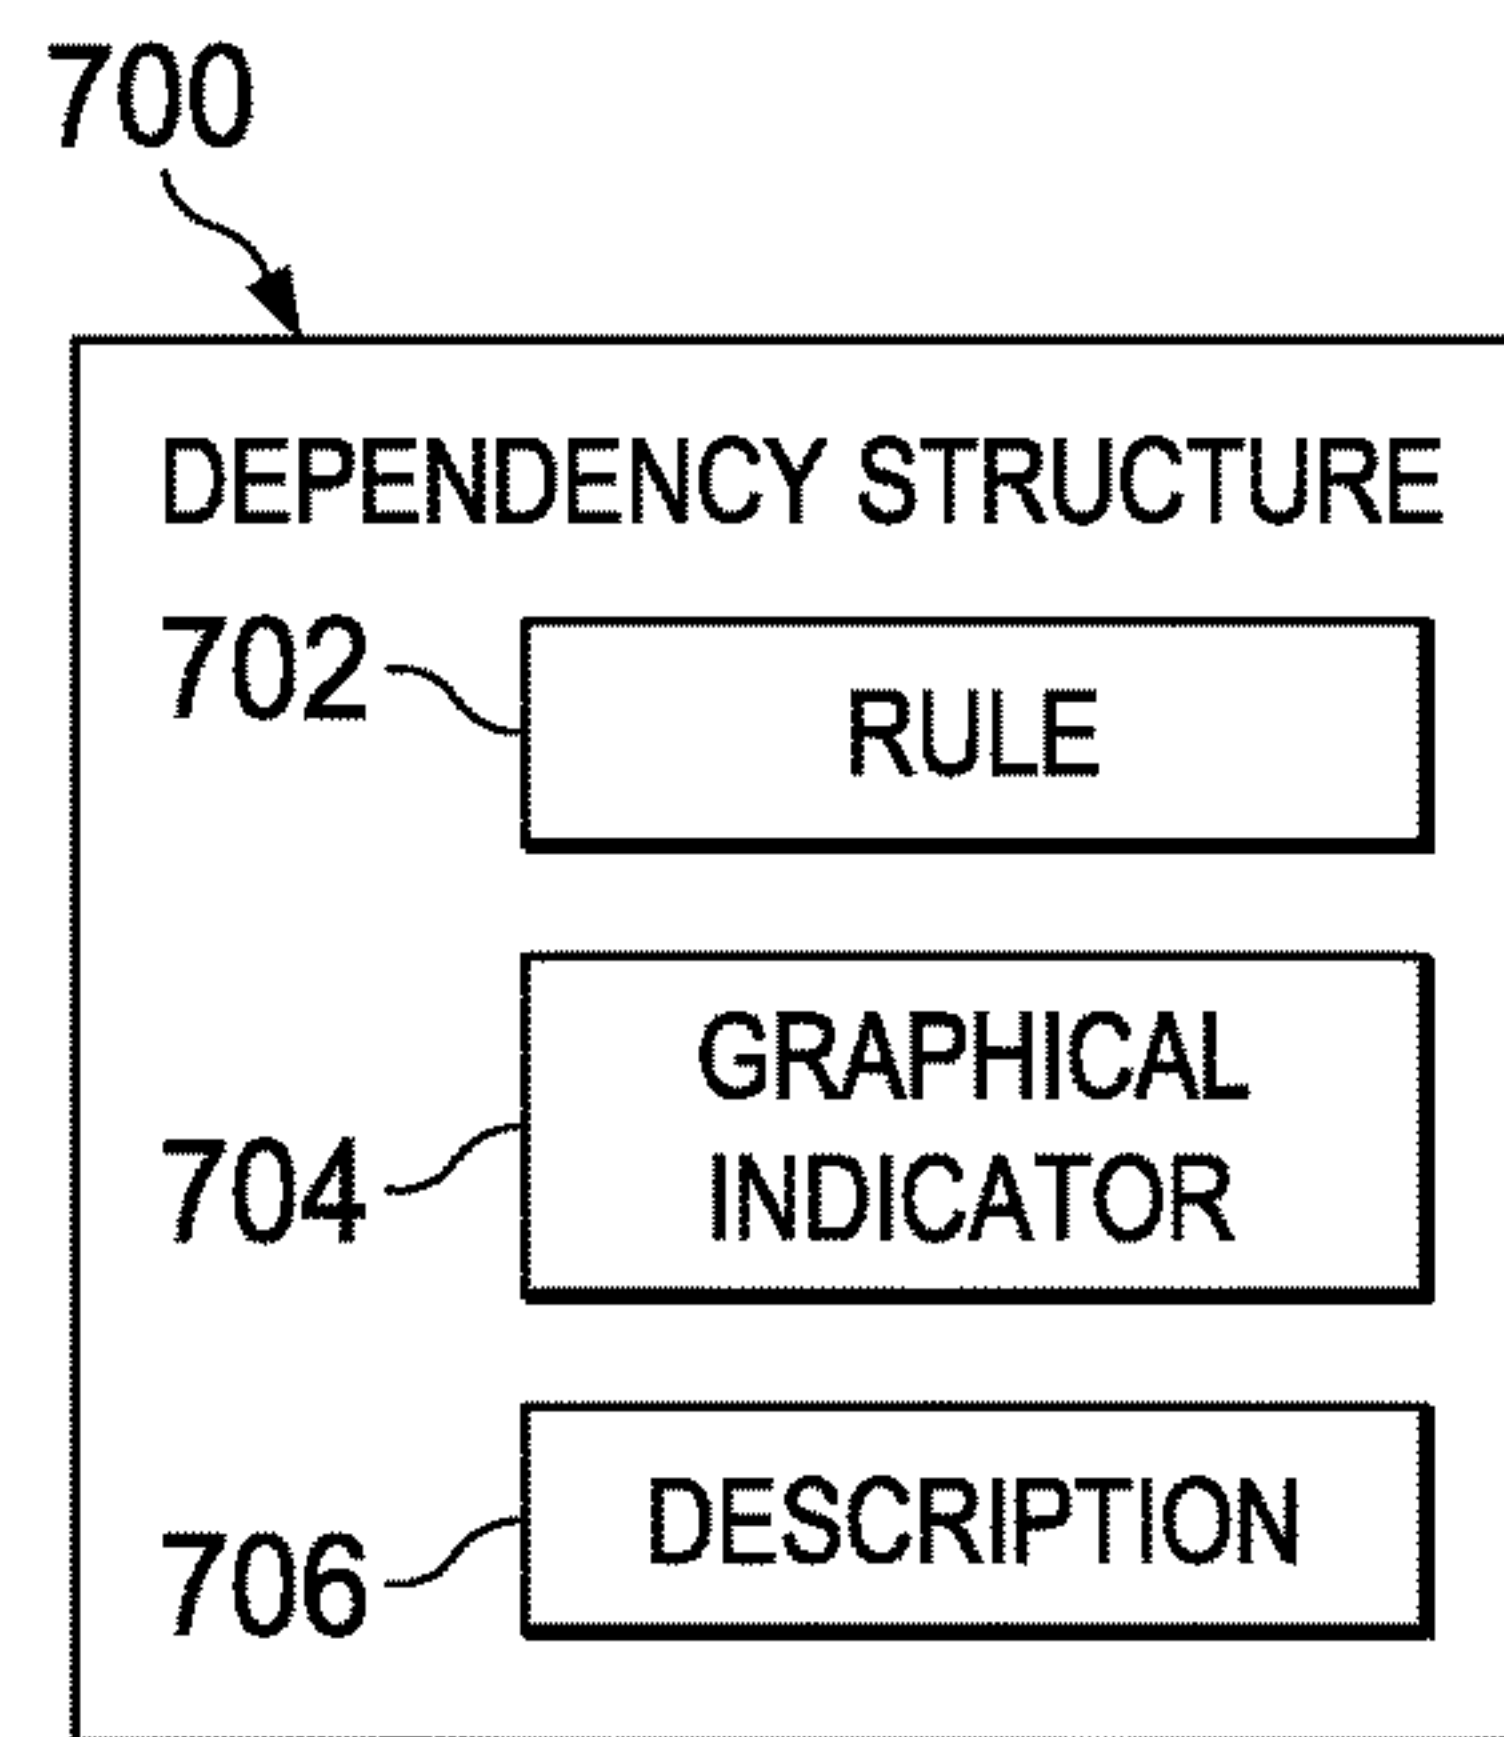 700
DEPENDENCY STRUCTURE
702
RULE
GRAPHICAL
704
INDICATOR
706
DESCRIPTION